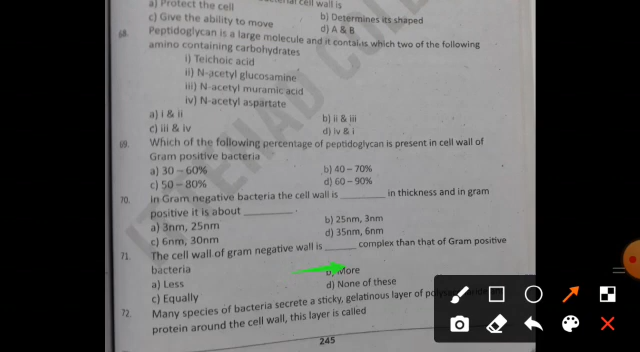 a) Protect the cell
cell wall is
c) Give the ability to move
b) Determines its shaped
d) A & B
68. Peptidoglycan is a large molecule and it contains which two of the following
amino containing carbohydrates
i) Teichoic acid
ii) N-acetyl glucosamine
iii) N-acetyl muramic acid
iv) N-acetyl aspartate
a) i & ii
b) ii & iii
c) iii & iv
d) iv & i
69. Which of the following percentage of peptidoglycan is present in cell wall of
Gram positive bacteria
a) 30 – 60%
b) 40 – 70%
c) 50 – 80%
d) 60 – 90%
70. In Gram negative bacteria the cell wall is ________ in thickness and in gram
positive it is about ________.
a) 3nm, 25nm
b) 25nm, 3nm
c) 6nm, 30nm
d) 35nm, 6nm
71. The cell wall of gram negative wall is _____ complex than that of Gram positive
bacteria
a) Less
b) More
c) Equally
d) None of these
72. Many species of bacteria secrete a sticky, gelatinous layer of
protein around the cell wall, this layer is called
245